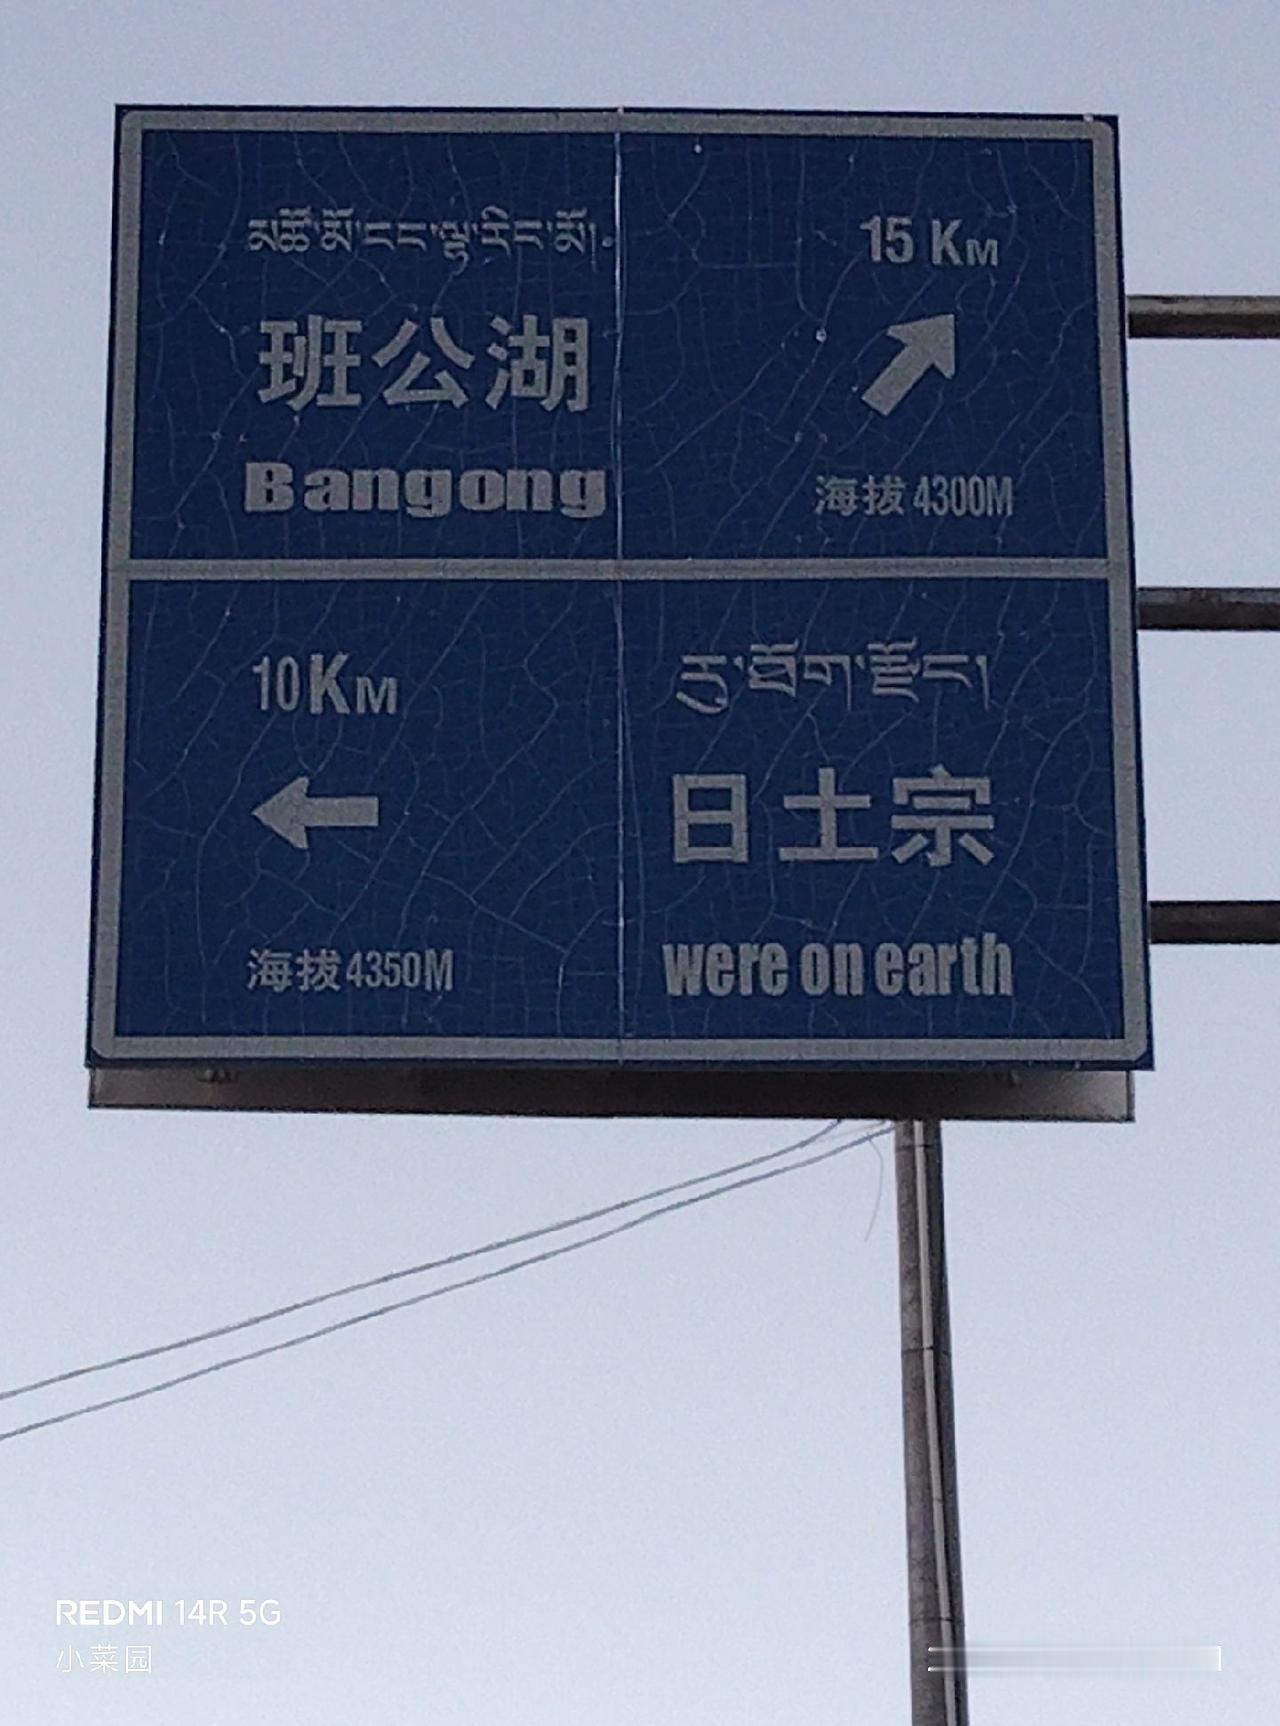 15 KM
班公湖
Bangong
海拔4300M
10KM
རུ་ཐོག་རྫོང།
日土宗
海拔4350M
were on earth
REDMI 14R 5G
小菜园